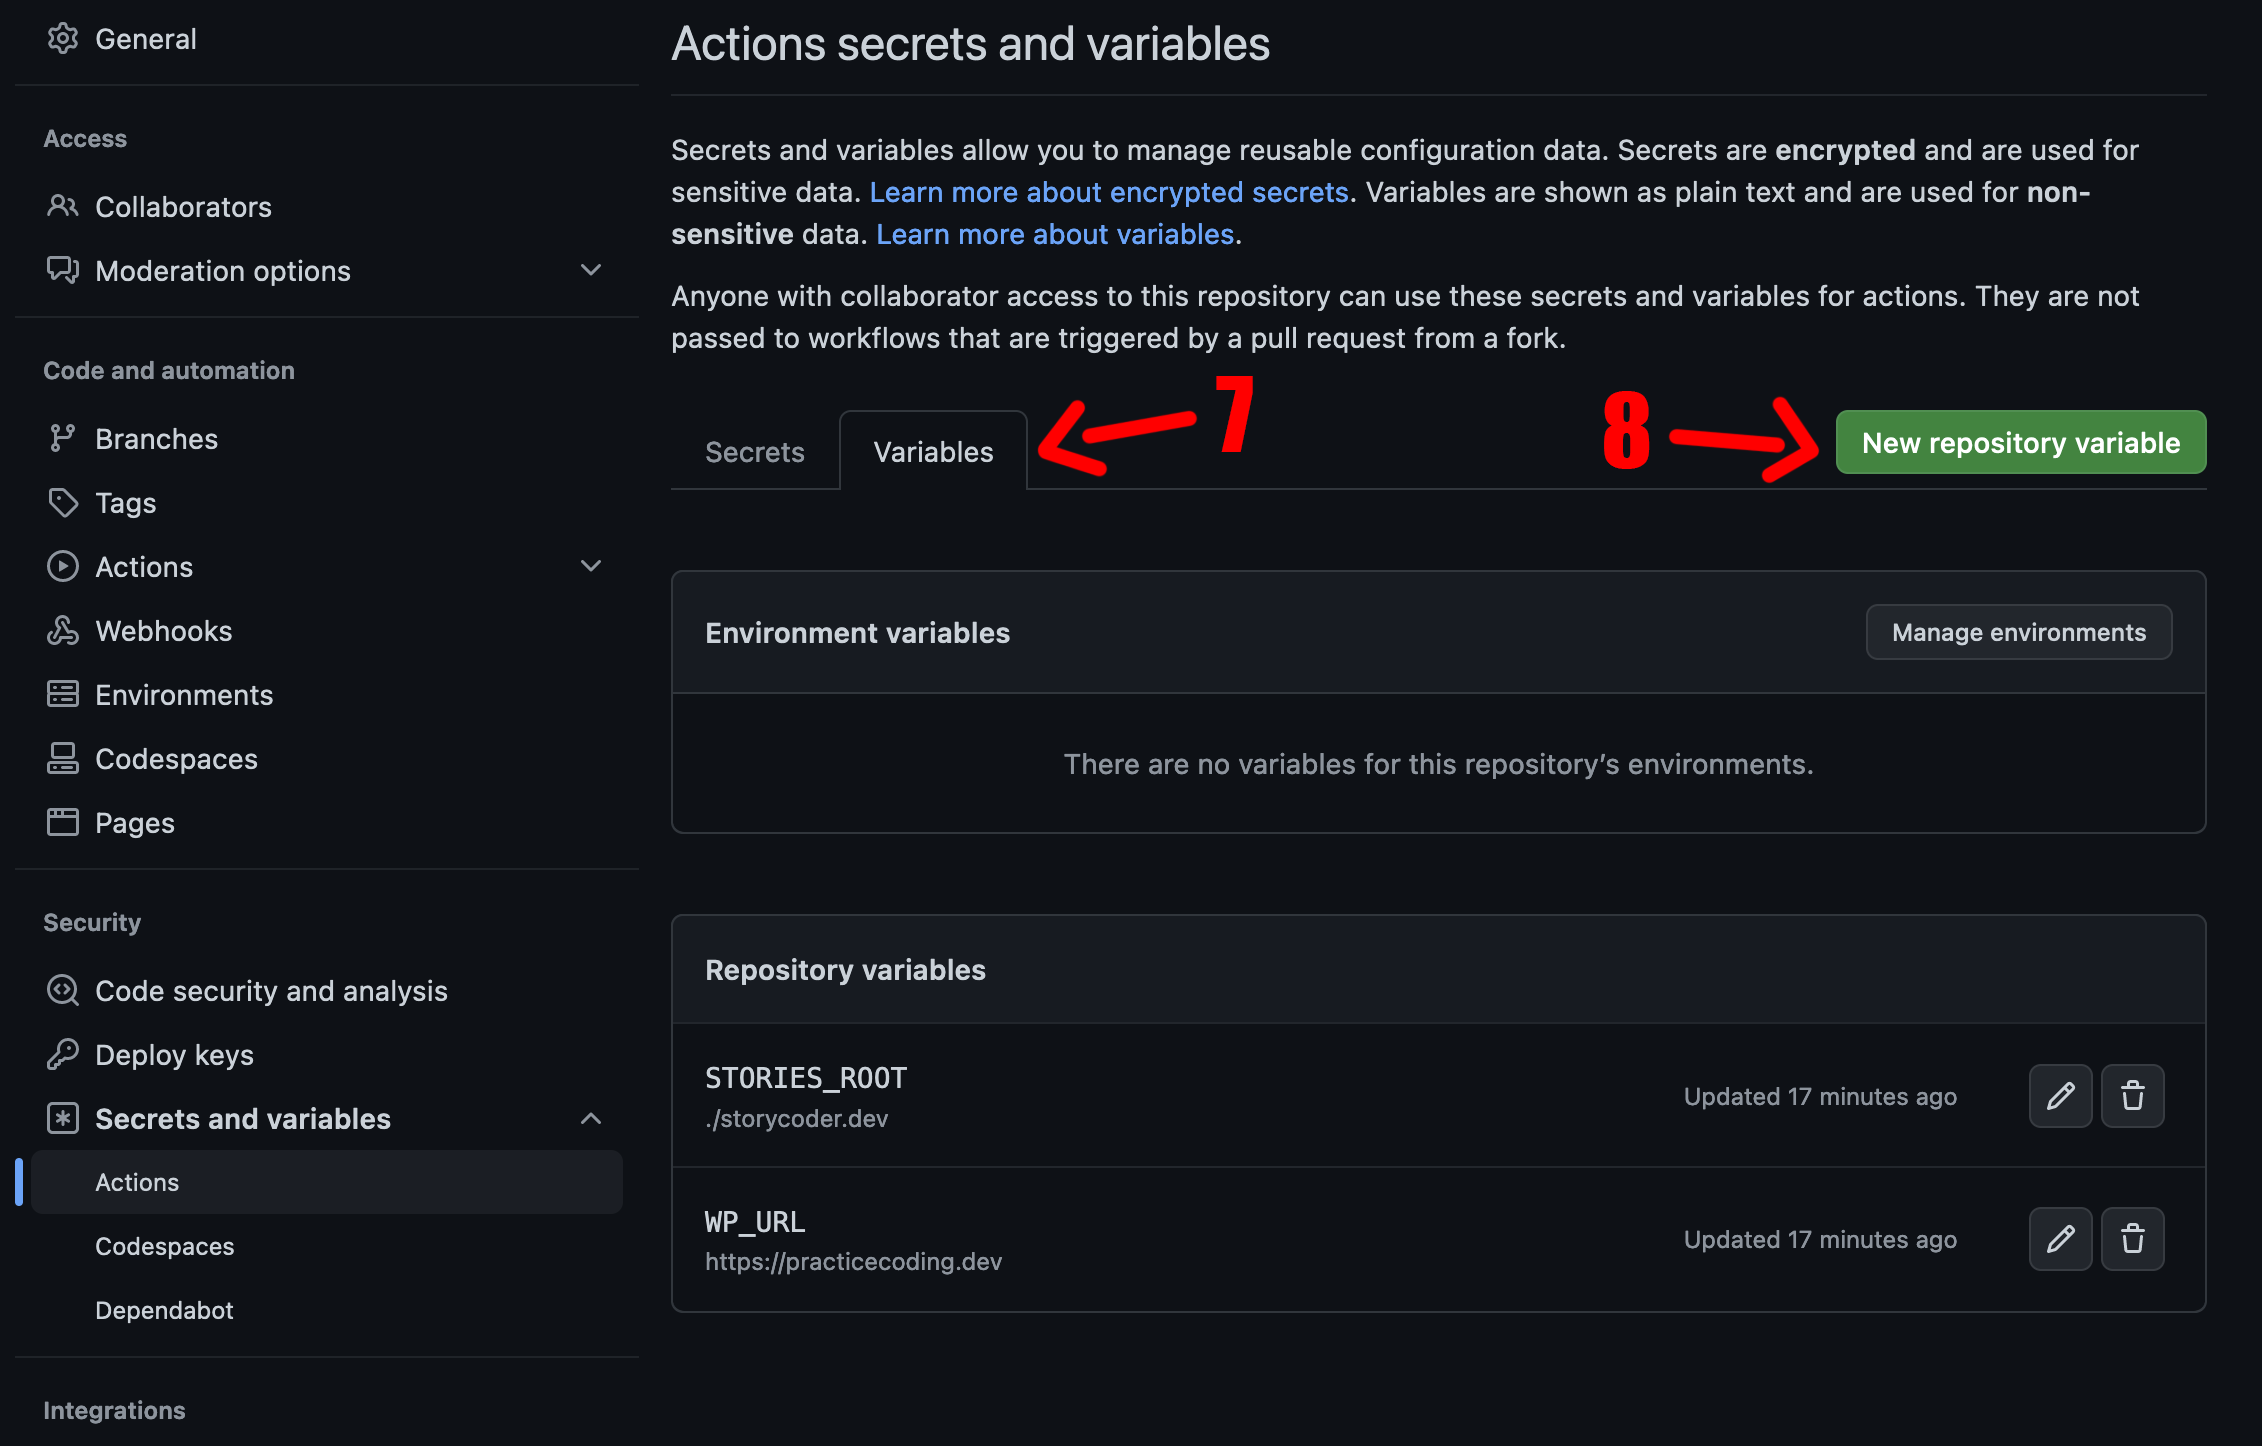 General
Access
Collaborators
Moderation options
Code and automation
Branches
Tags
Actions
Webhooks
Environments
Codespaces
Pages
Security
Code security and analysis
Deploy keys
Secrets and variables
Actions
Codespaces
Dependabot
Integrations
Actions secrets and variables
Secrets and variables allow you to manage reusable configuration data. Secrets are encrypted and are used for
sensitive data. Learn more about encrypted secrets. Variables are shown as plain text and are used for non-
sensitive data. Learn more about variables.
Anyone with collaborator access to this repository can use these secrets and variables for actions. They are not
passed to workflows that are triggered by a pull request from a fork.
Secrets Variables 7 8 New repository variable
Environment variables Manage environments
There are no variables for this repository’s environments.
Repository variables
STORIES_ROOT
./storycoder.dev
Updated 17 minutes ago
WP_URL
https://practicecoding.dev
Updated 17 minutes ago